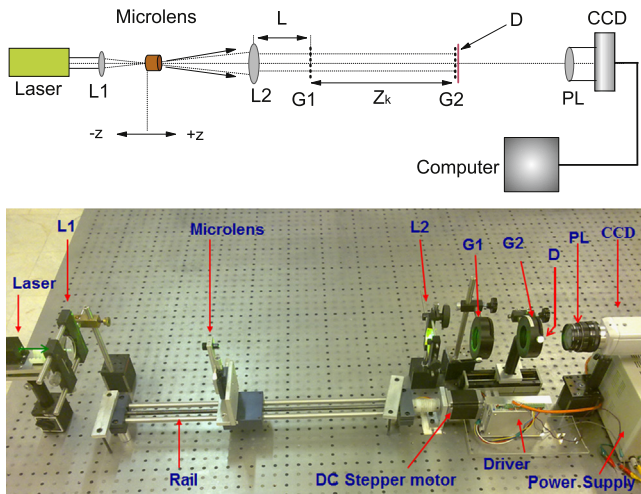 Microlens
L
D
CCD
Laser
L1
L2
G1
Zk
G2
PL
-z
+z
Computer
L1
Microlens
L2
G1
G2
D
PL
CCD
Laser
Rail
DC Stepper motor
Driver
Power Supply